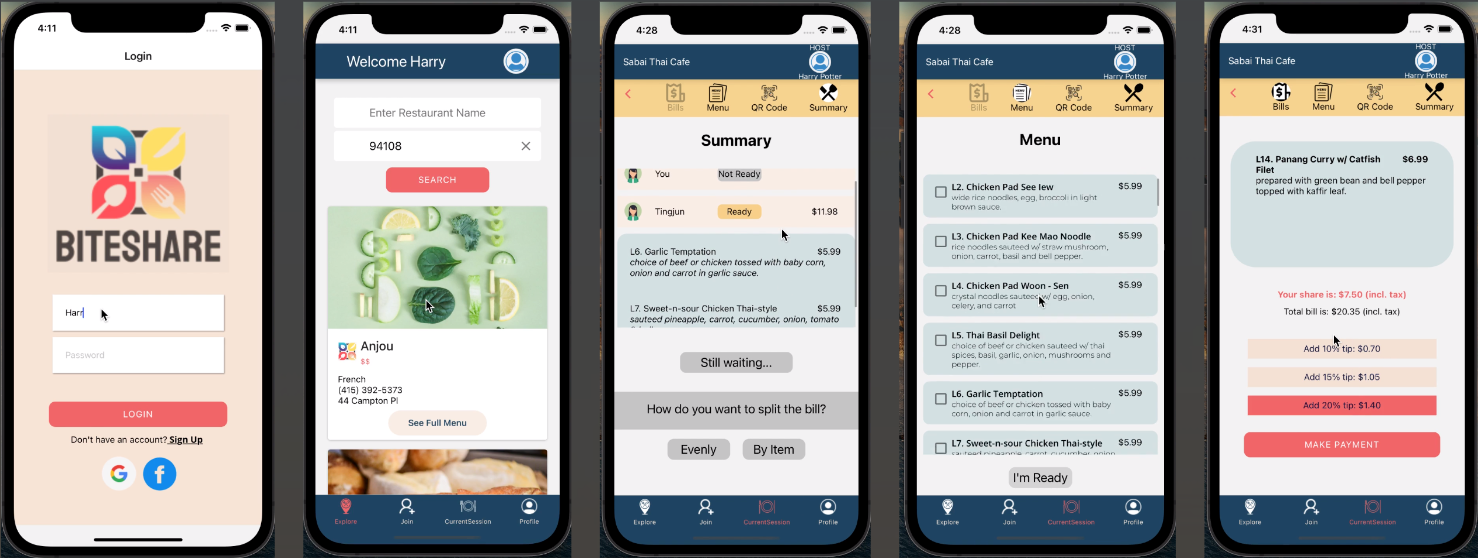 4:11
Login
BITESHARE
Harr
Password
LOGIN
Don't have an account? Sign Up
G
f
4:11
Welcome Harry
Enter Restaurant Name
94108
SEARCH
Anjou
$$
French
(415) 392-5373
44 Campton Pl
See Full Menu
Explore
Join
CurrentSession
Profile
4:28
HOST
Sabai Thai Cafe
Harry Potter
Bills
Menu
QR Code
Summary
Summary
You Not Ready
Tingjun Ready $11.98
L6. Garlic Temptation $5.99
choice of beef or chicken tossed with baby corn,
onion and carrot in garlic sauce.
L7. Sweet-n-sour Chicken Thai-style $5.99
sauteed pineapple, carrot, cucumber, onion, tomato
Still waiting...
How do you want to split the bill?
Evenly
By Item
Explore
Join
CurrentSession
Profile
4:28
HOST
Sabai Thai Cafe
Harry Potter
Bills
Menu
QR Code
Summary
Menu
L2. Chicken Pad See Iew $5.99
wide rice noodles, egg, broccoli in light
brown sauce.
L3. Chicken Pad Kee Mao Noodle $5.99
rice noodles sauteed w/ straw mushroom,
onion, carrot, basil and bell pepper.
L4. Chicken Pad Woon - Sen $5.99
crystal noodles sauteed w/ egg, onion,
celery, and carrot
L5. Thai Basil Delight $5.99
choice of beef or chicken sauteed w/ thai
spices, basil, garlic, onion, mushrooms and
pepper.
L6. Garlic Temptation $5.99
choice of beef or chicken tossed with baby
corn, onion and carrot in garlic sauce.
L7. Sweet-n-sour Chicken Thai-style $5.99
sauteed pineapple, carrot, cucumber, onion,
I'm Ready
Explore
Join
CurrentSession
Profile
4:31
HOST
Sabai Thai Cafe
Harry Potter
Bills
Menu
QR Code
Summary
L14. Panang Curry w/ Catfish $6.99
Filet
prepared with green bean and bell pepper
topped with kaffir leaf.
Your share is: $7.50 (incl. tax)
Total bill is: $20.35 (incl. tax)
Add 10% tip: $0.70
Add 15% tip: $1.05
Add 20% tip: $1.40
MAKE PAYMENT
Explore
Join
CurrentSession
Profile